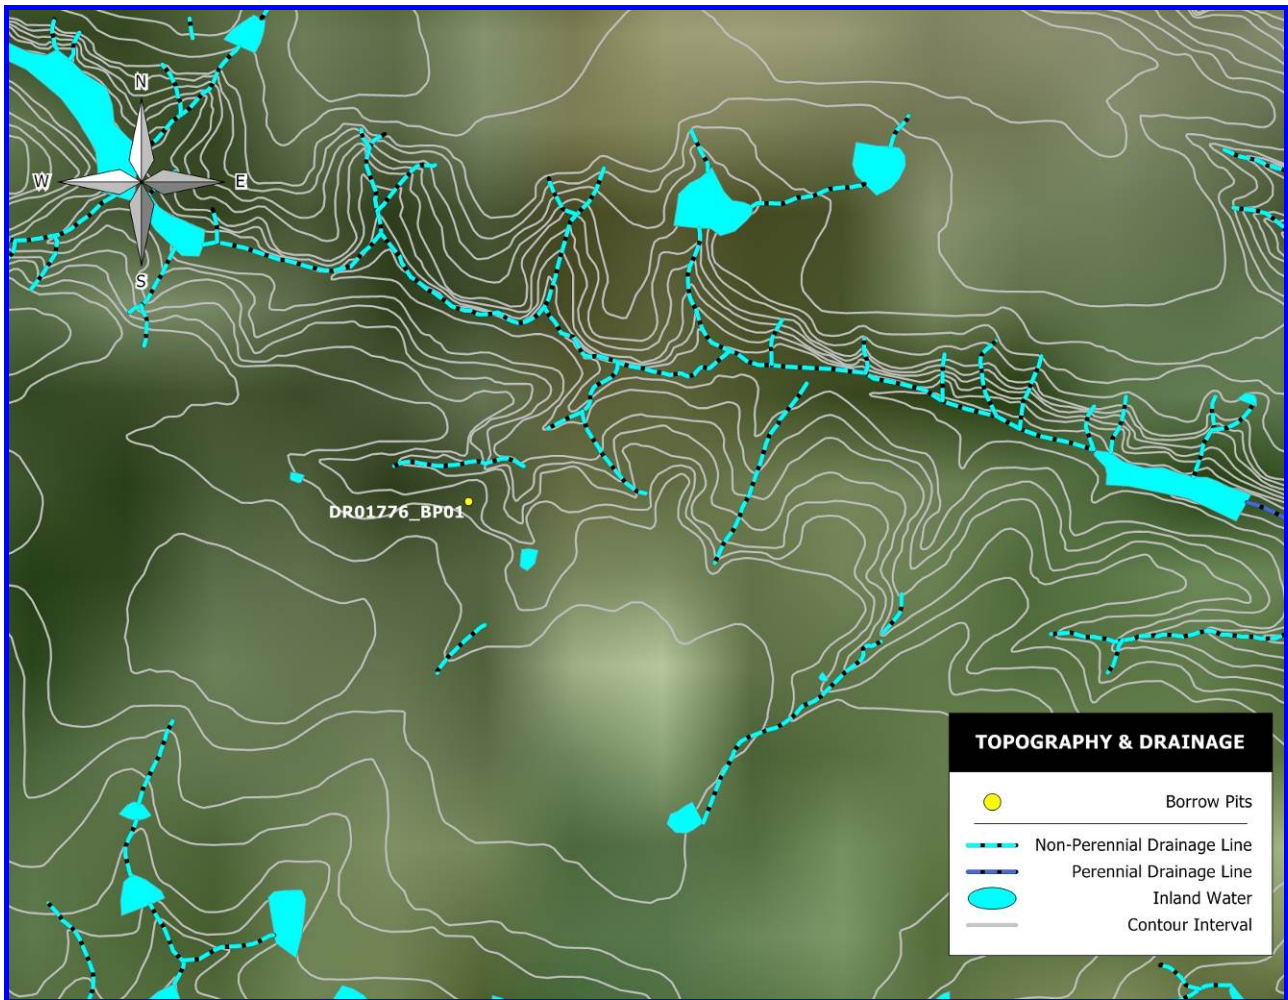 N
W
E
S
DR01776_BP01
TOPOGRAPHY & DRAINAGE
Borrow Pits
Non-Perennial Drainage Line
Perennial Drainage Line
Inland Water
Contour Interval